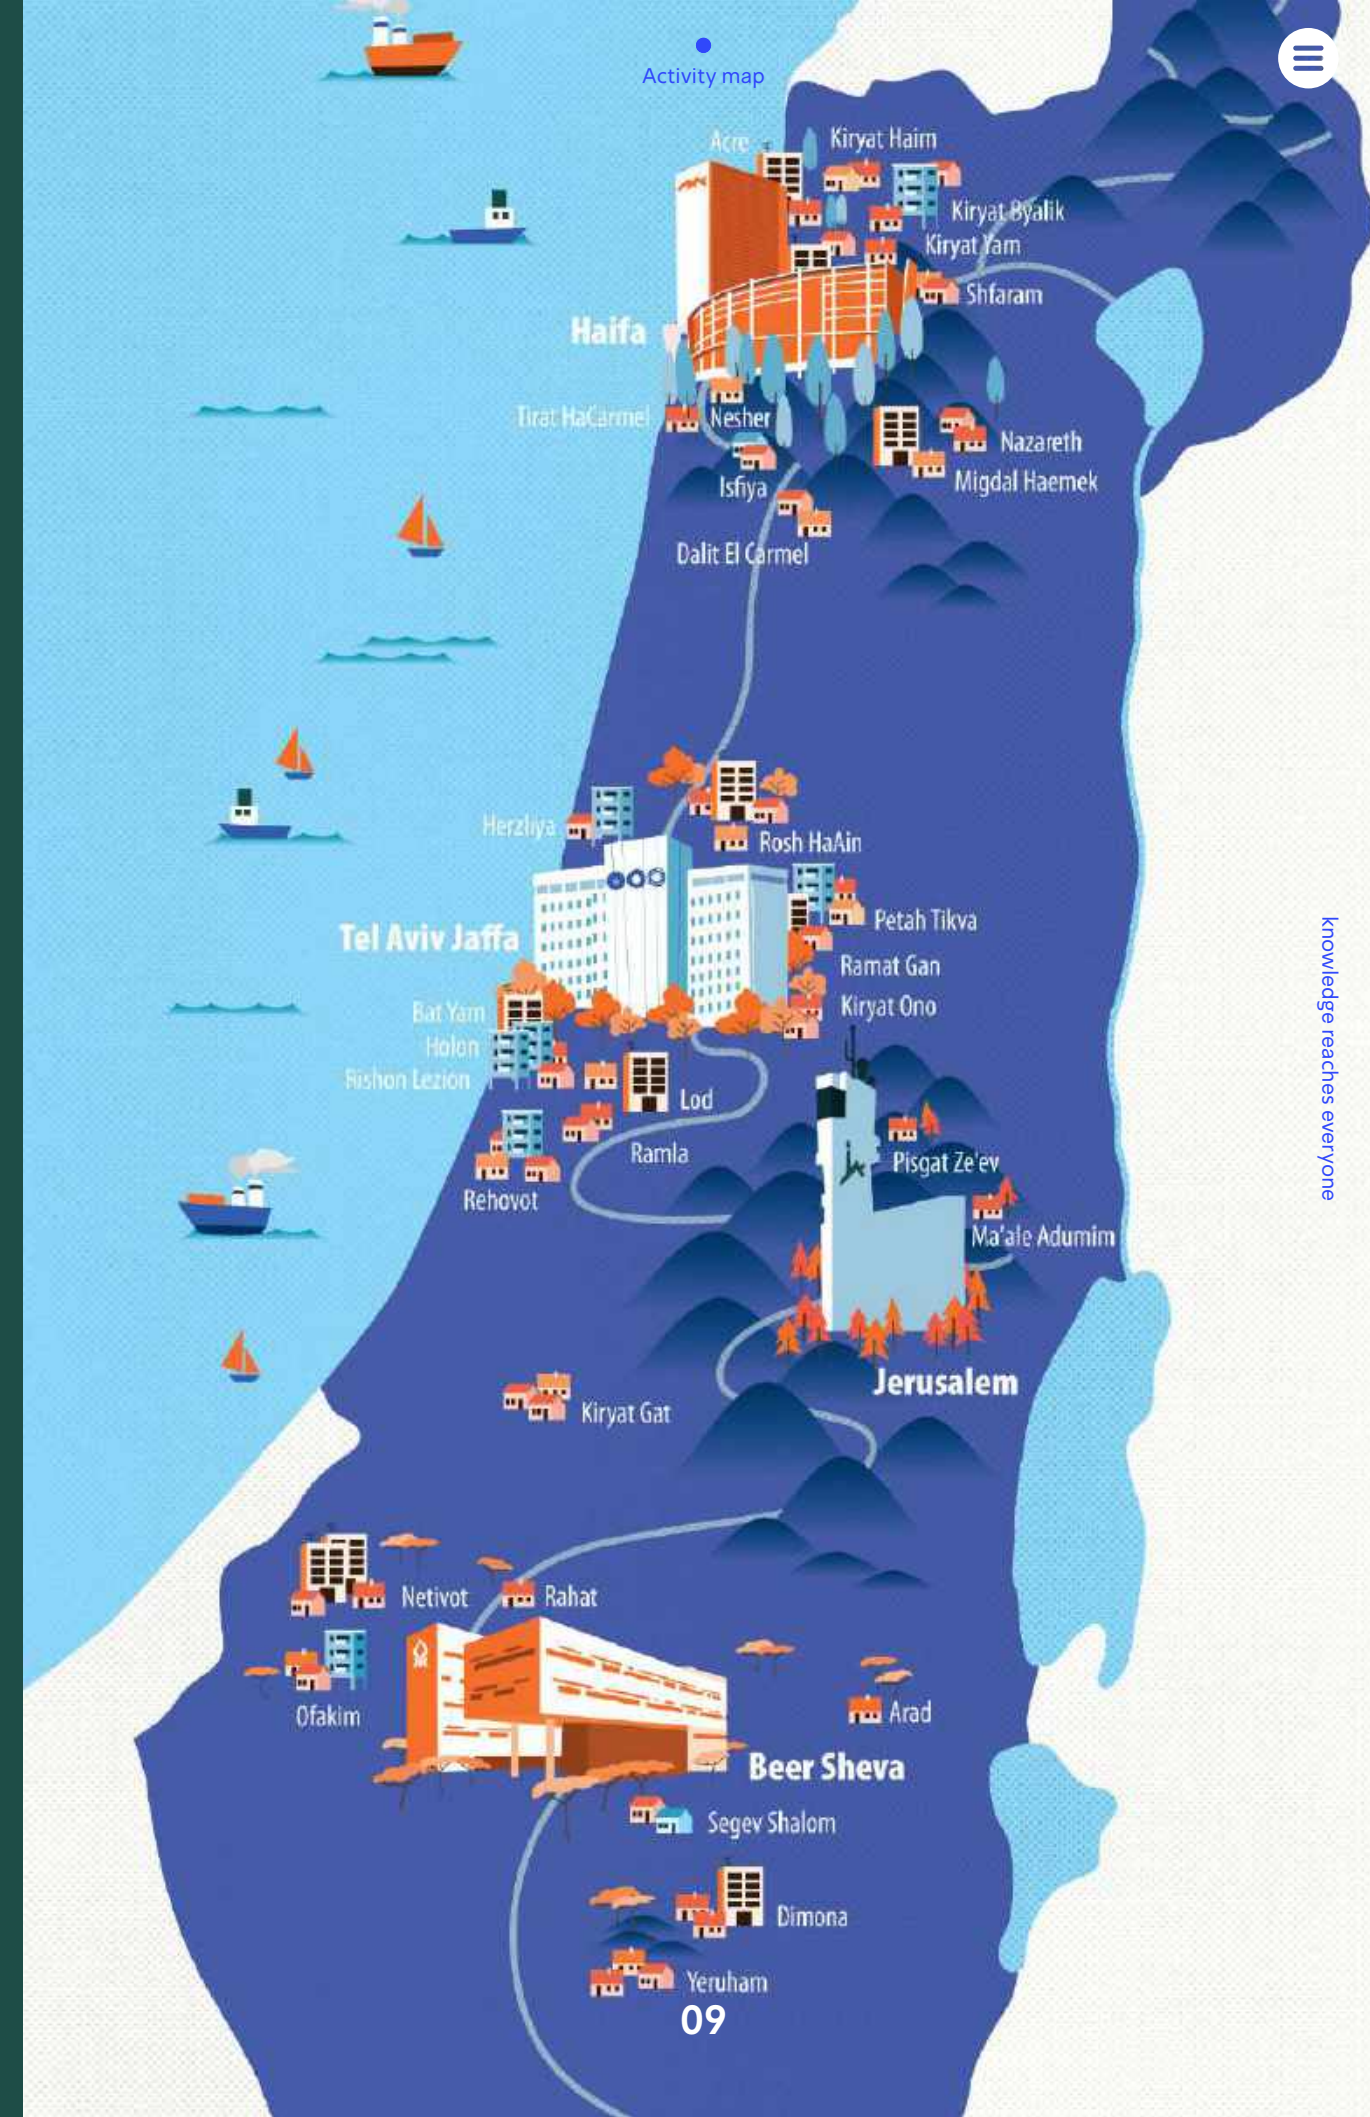 Activity map
Acre
Kiryat Haim
Kiryat Byalik
Kiryat Yam
Shfaram
Haifa
Tirat HaCarmel
Nesher
Nazareth
Isfiya
Migdal Haemek
Dalit El Carmel
Herzliya
Rosh HaAin
Petah Tikva
Tel Aviv Jaffa
Ramat Gan
Kiryat Ono
Bat Yam
Holon
Rishon Lezion
Lod
Ramla
Pisgat Ze'ev
Rehovot
Ma'ale Adumim
knowledge reaches everyone
Jerusalem
Kiryat Gat
Netivot
Rahat
Ofakim
Arad
Beer Sheva
Segev Shalom
Dimona
Yeruham
09